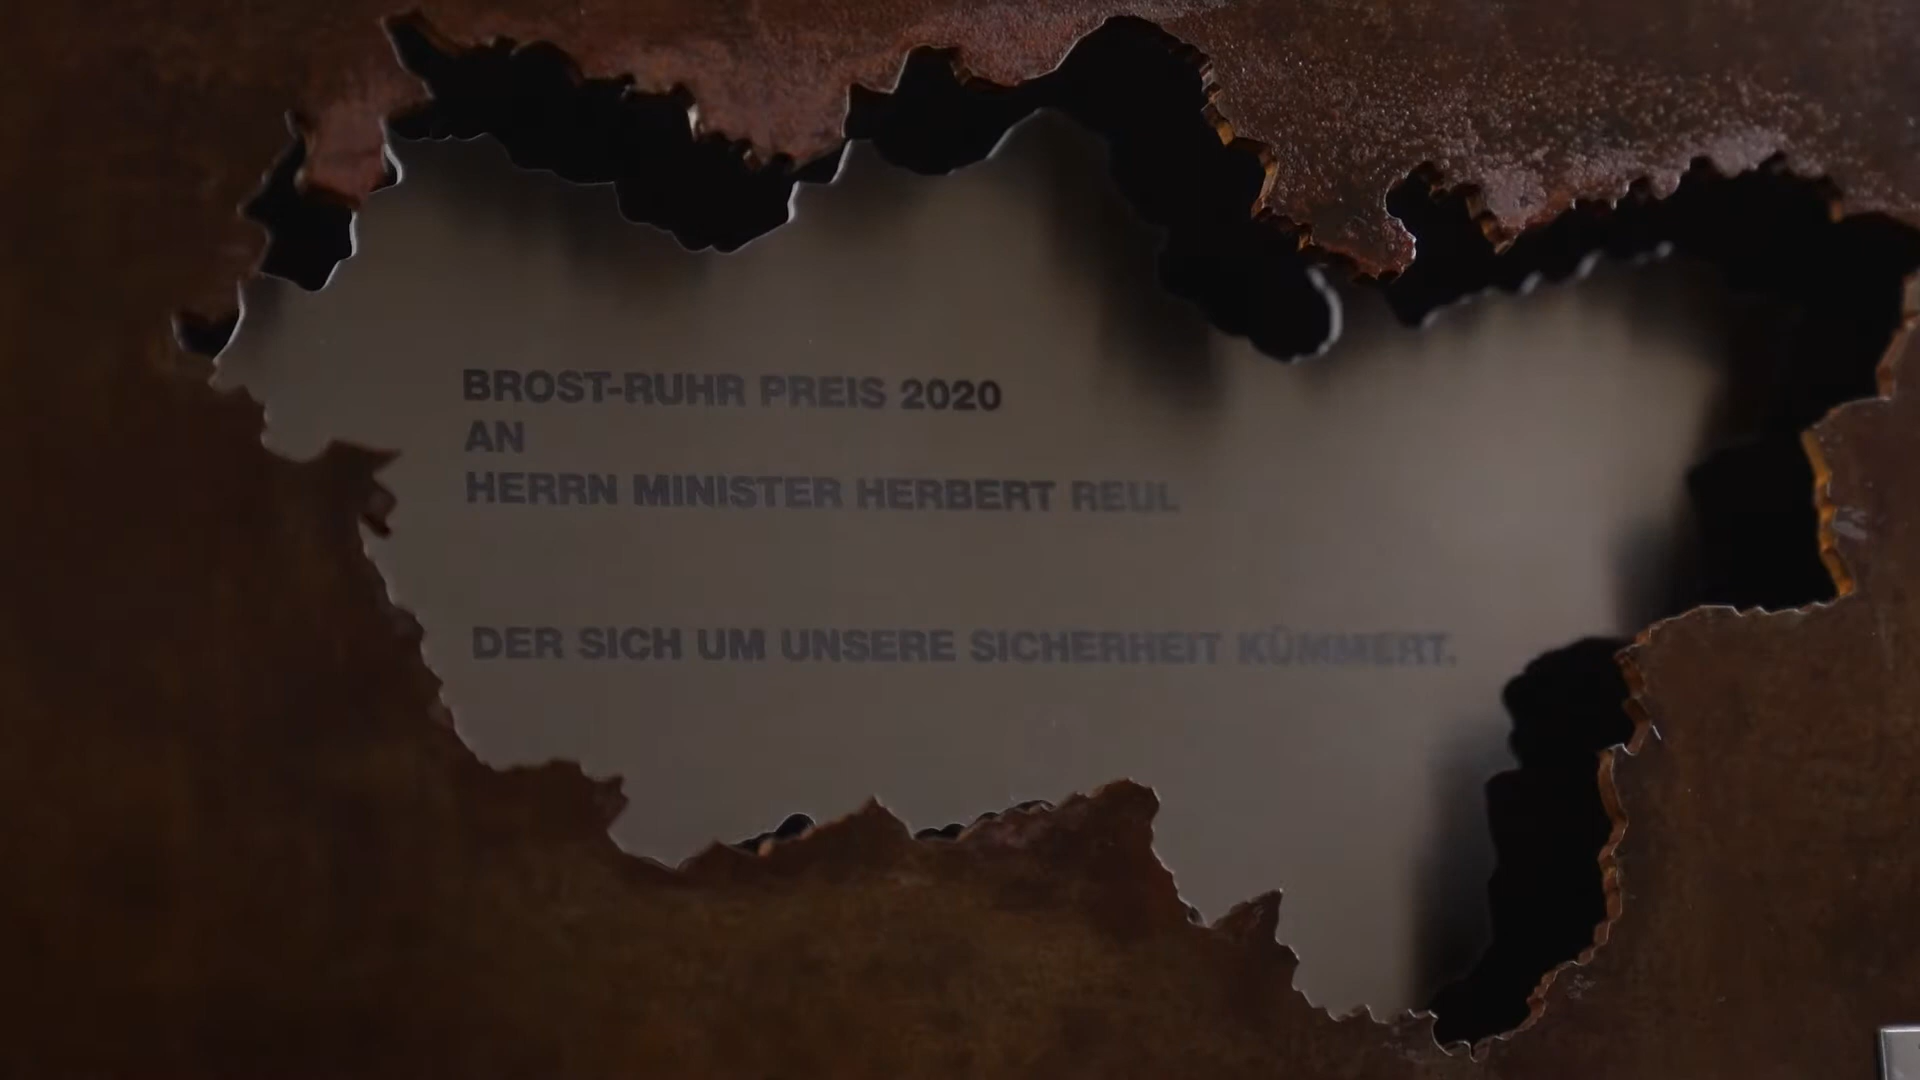 BROST-RUHR PREIS 2020
AN
HERRN MINISTER HERBERT REUL
DER SICH UM UNSERE SICHERHEIT KÜMMERT.